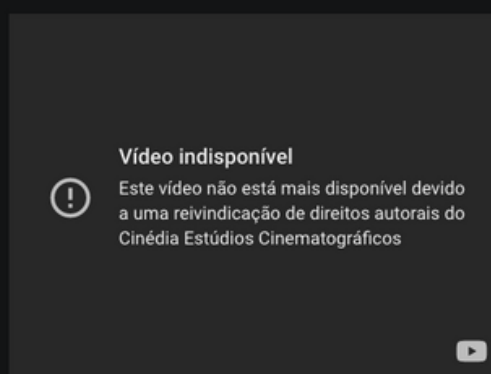 Vídeo indisponível
Este vídeo não está mais disponível devido
a uma reivindicação de direitos autorais do
Cinédia Estúdios Cinematográficos